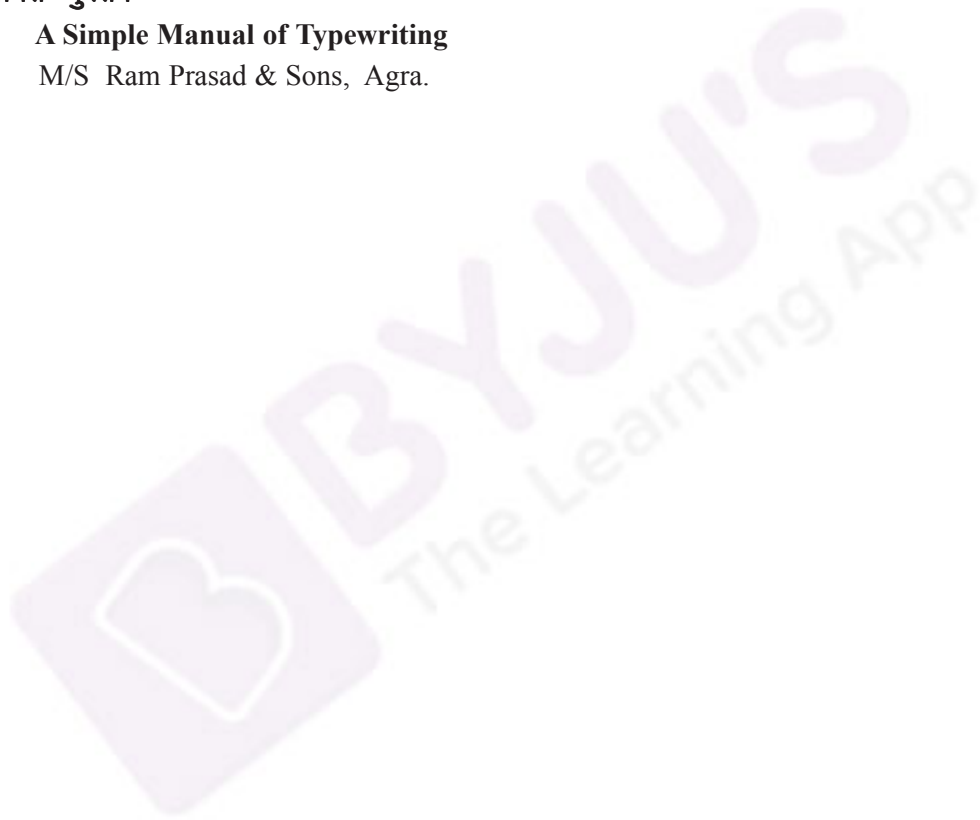 A Simple Manual of Typewriting
M/S Ram Prasad & Sons, Agra.
BYJU'S
The Learning App